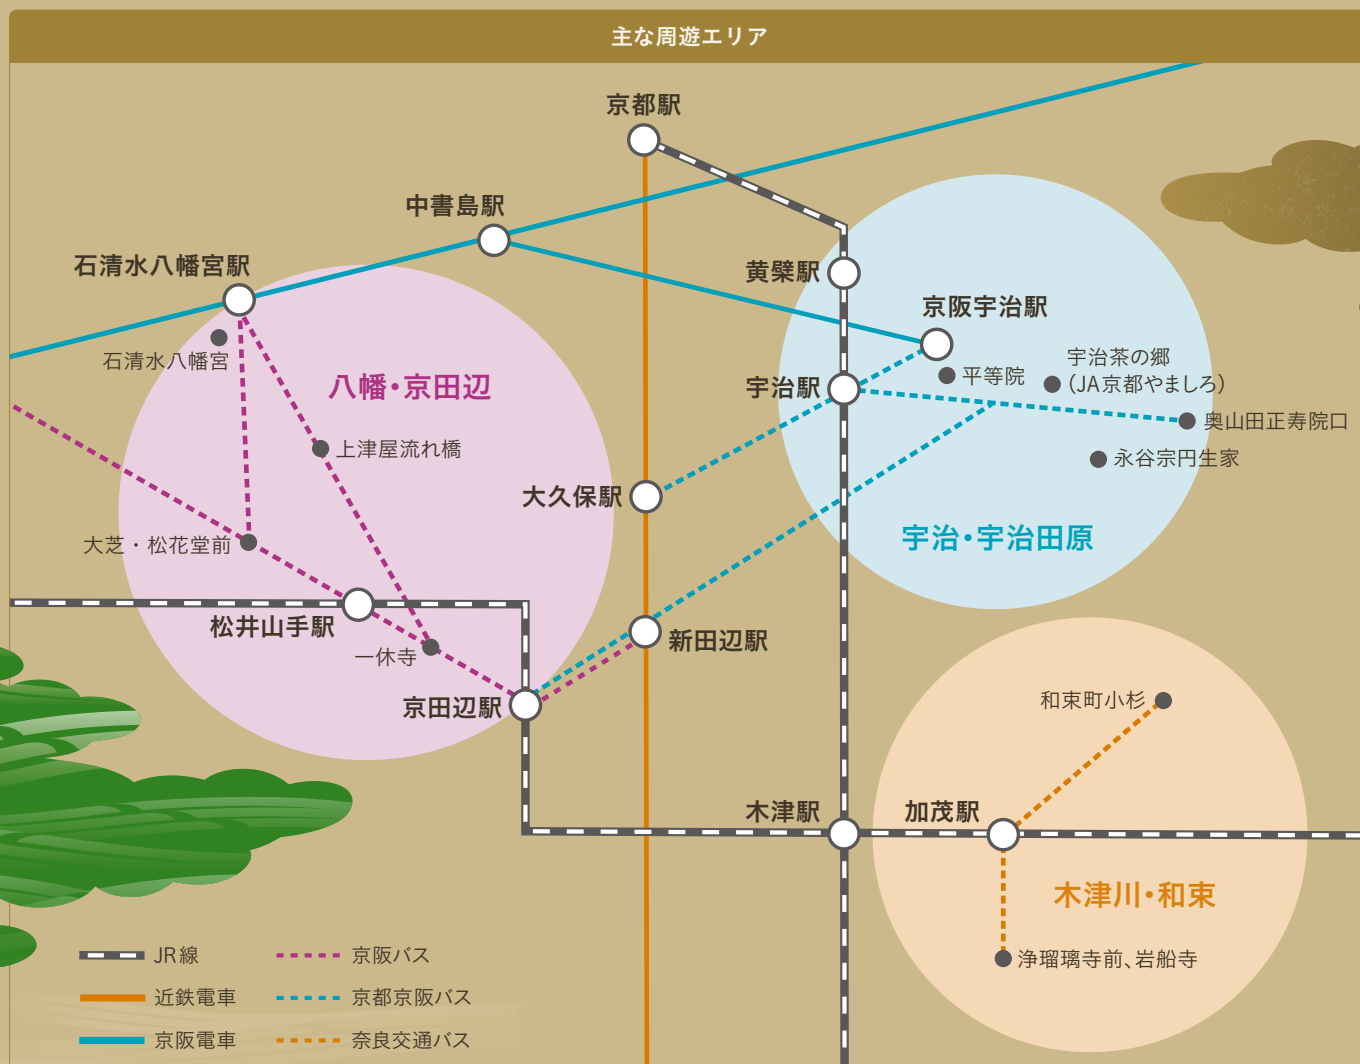 主な周遊エリア
京都駅
中書島駅
石清水八幡宮駅
黄檗駅
京阪宇治駅
石清水八幡宮
八幡・京田辺
宇治駅
平等院
宇治茶の郷
（JA京都やましろ）
奥山田正寿院口
上津屋流れ橋
永谷宗円生家
大久保駅
大芝・松花堂前
宇治・宇治田原
松井山手駅
一休寺
新田辺駅
京田辺駅
和束町小杉
木津駅
加茂駅
木津川・和束
浄瑠璃寺前、岩船寺
JR線
京阪バス
近鉄電車
京都京阪バス
京阪電車
奈良交通バス